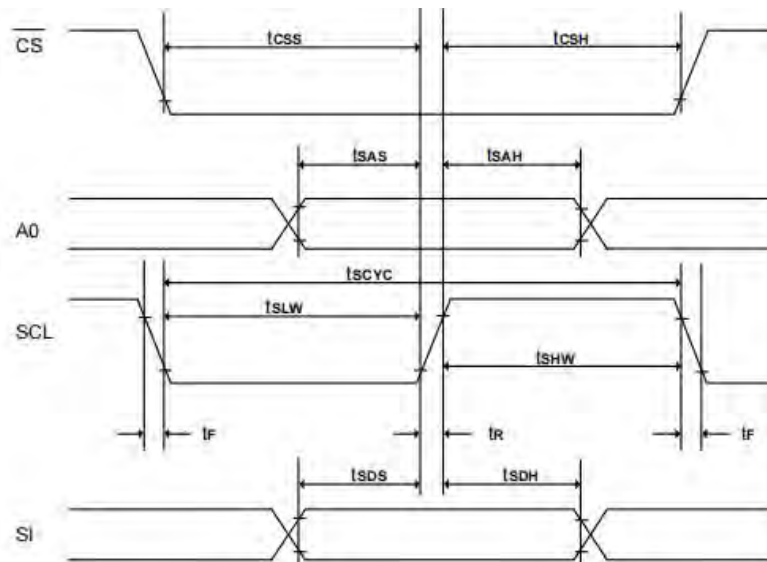 CS
tCSS
tCSH
tSAS
tSAH
A0
tSCYC
SCL
tSLW
tSHW
tF
tR
tF
tSDS
tSDH
SI